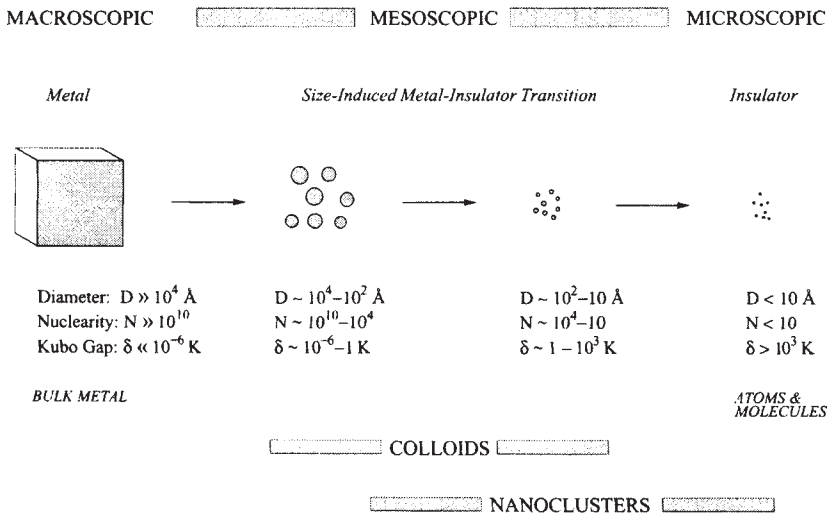 MACROSCOPIC MESOSCOPIC MICROSCOPIC
Metal Size-Induced Metal-Insulator Transition Insulator
Diameter: D » 10⁴ Å D ~ 10⁴–10² Å D ~ 10²–10 Å D < 10 Å
Nuclearity: N » 10¹⁰ N ~ 10¹⁰–10⁴ N ~ 10⁴–10 N < 10
Kubo Gap: δ « 10⁻⁶ K δ ~ 10⁻⁶–1 K δ ~ 1 – 10³ K δ > 10³ K
BULK METAL ATOMS &
MOLECULES
COLLOIDS
NANOCLUSTERS